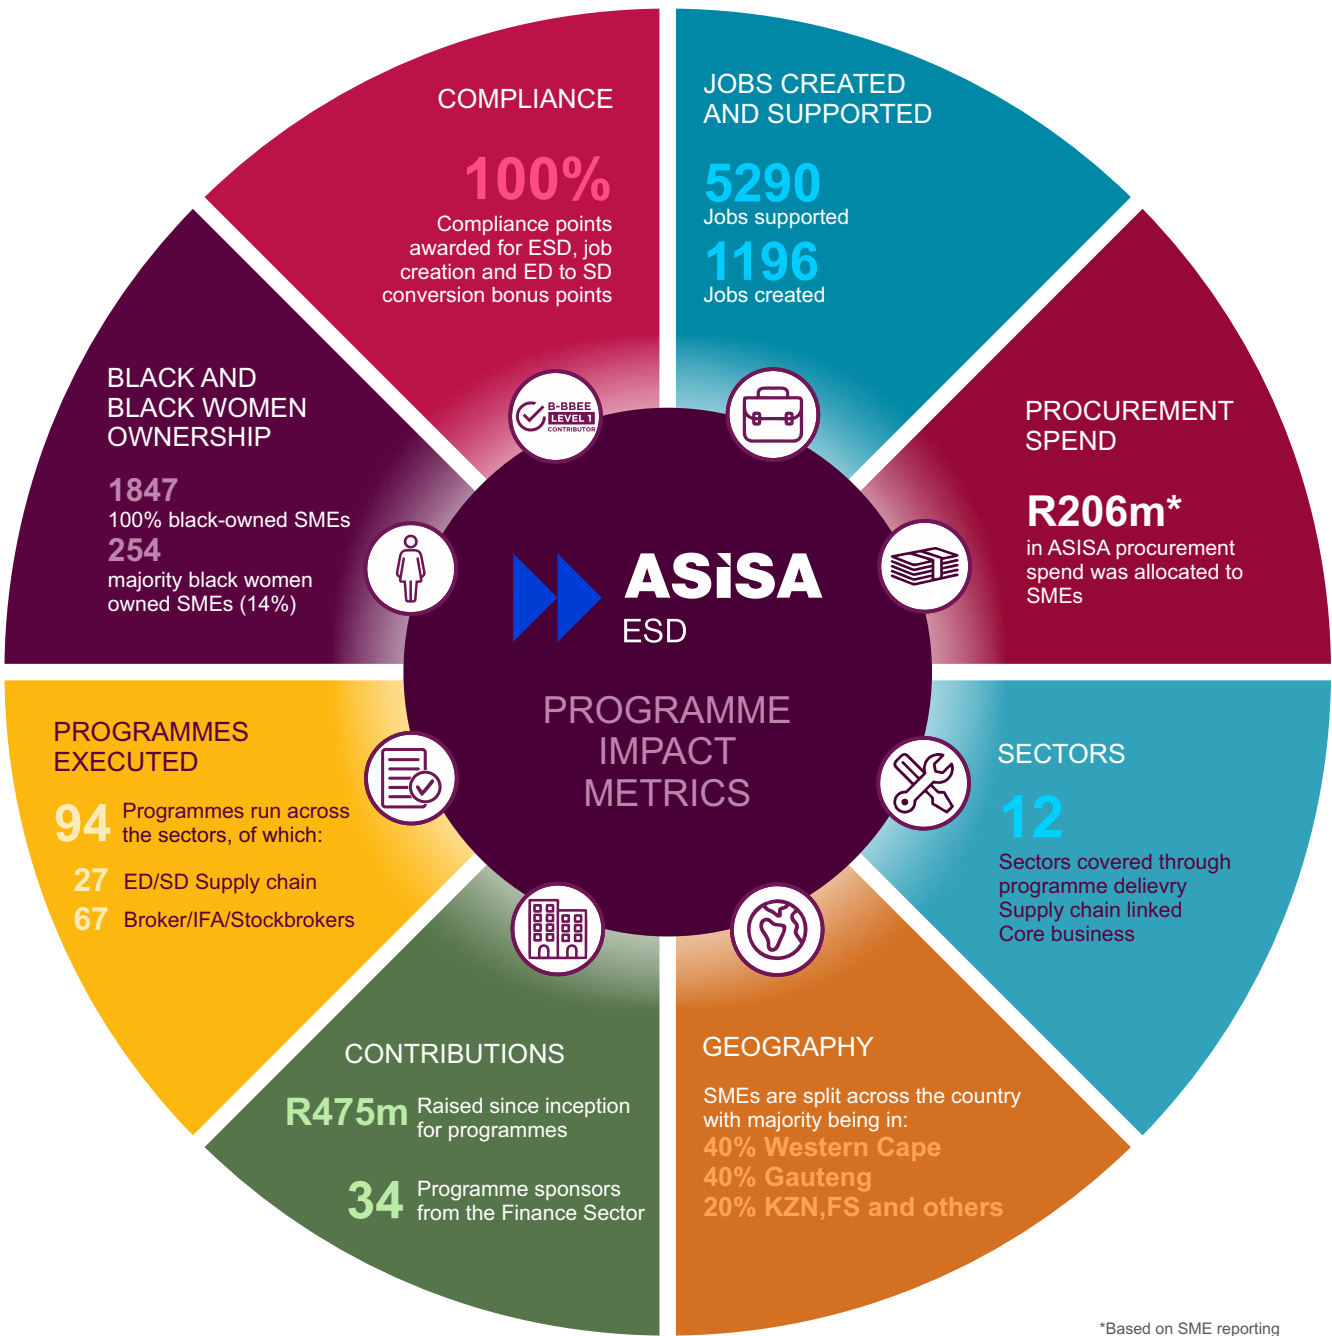 COMPLIANCE
100%
Compliance points
awarded for ESD, job
creation and ED to SD
conversion bonus points
JOBS CREATED
AND SUPPORTED
5290
Jobs supported
1196
Jobs created
BLACK AND
BLACK WOMEN
OWNERSHIP
1847
100% black-owned SMEs
254
majority black women
owned SMEs (14%)
B-BBEE
LEVEL 1
CONTRIBUTOR
PROCUREMENT
SPEND
R206m*
in ASISA procurement
spend was allocated to
SMEs
ASiSA
ESD
PROGRAMME
IMPACT
METRICS
PROGRAMMES
EXECUTED
94 Programmes run across
the sectors, of which:
27 ED/SD Supply chain
67 Broker/IFA/Stockbrokers
SECTORS
12
Sectors covered through
programme delievry
Supply chain linked
Core business
CONTRIBUTIONS
R475m Raised since inception
for programmes
34 Programme sponsors
from the Finance Sector
GEOGRAPHY
SMEs are split across the country
with majority being in:
40% Western Cape
40% Gauteng
20% KZN,FS and others
*Based on SME reporting